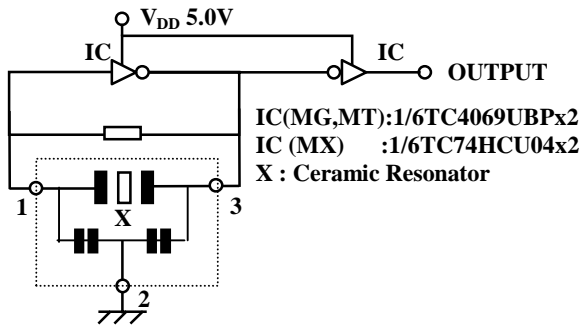 V_DD 5.0V
IC IC
OUTPUT
IC(MG,MT):1/6TC4069UBPx2
IC (MX) :1/6TC74HCU04x2
X : Ceramic Resonator
1 3
X
2